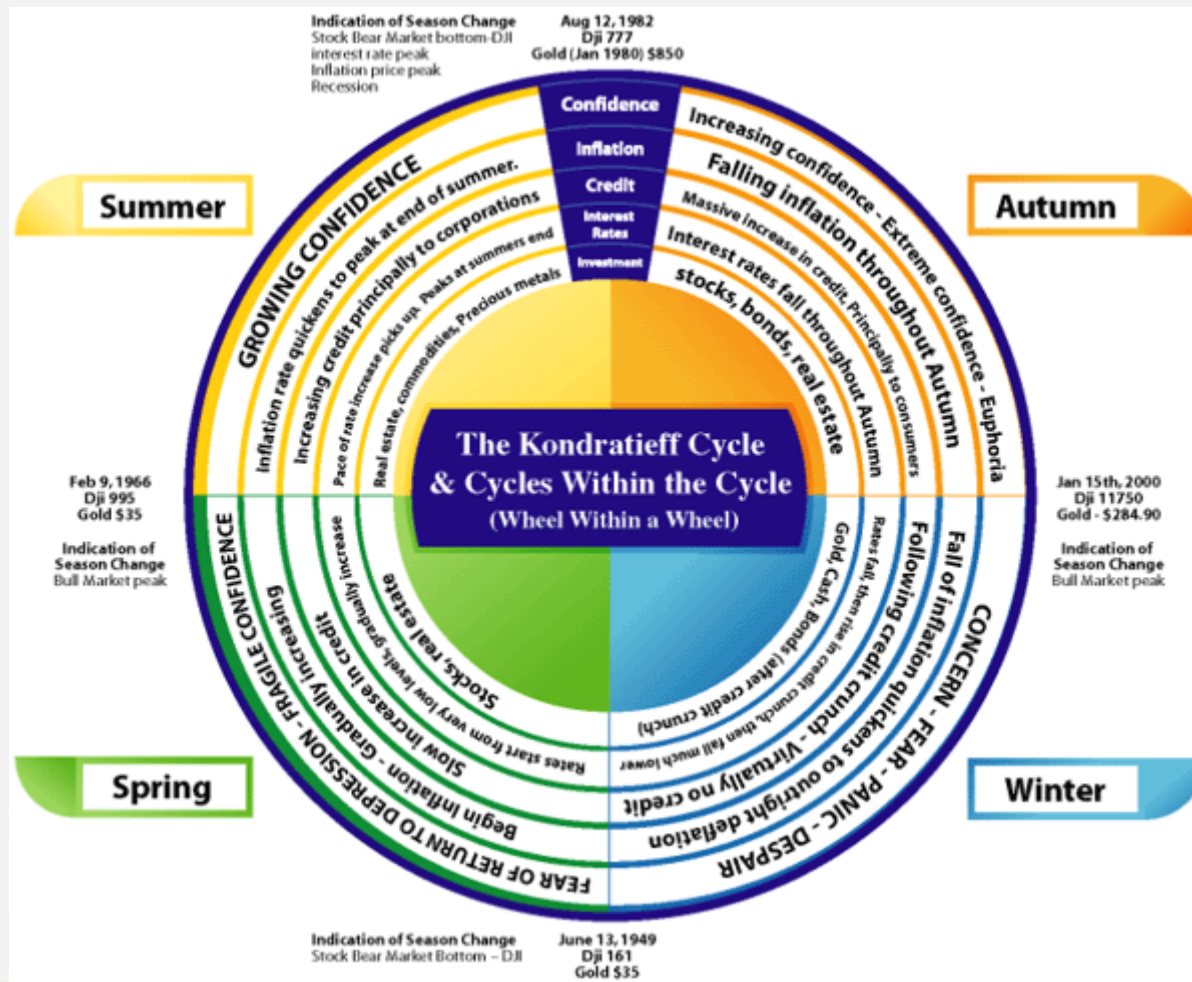 Indication of Season Change
Stock Bear Market bottom-DJI
interest rate peak
Inflation price peak
Recession
Aug 12, 1982
Dji 777
Gold (Jan 1980) $850
Confidence
Inflation
Credit
Interest
Rates
Investment
Summer
GROWING CONFIDENCE
Inflation rate quickens to peak at end of summer.
Increasing credit principally to corporations
Pace of rate increase picks up. Peaks at summers end
Real estate, commodities, Precious metals
Autumn
Increasing confidence - Extreme confidence - Euphoria
Falling inflation throughout Autumn
Massive increase in credit, Principally to consumers
Interest rates fall throughout Autumn
stocks, bonds, real estate
The Kondratieff Cycle
& Cycles Within the Cycle
(Wheel Within a Wheel)
Feb 9, 1966
Dji 995
Gold $35
Indication of
Season Change
Bull Market peak
Jan 15th, 2000
Dji 11750
Gold - $284.90
Indication of
Season Change
Bull Market peak
Spring
FEAR OF RETURN TO DEPRESSION - FRAGILE CONFIDENCE
Begin Inflation - Gradually increasing
Slow increase in credit
Rates start from very low levels, gradually increase
Stocks, real estate
Winter
CONCERN - FEAR - PANIC - DESPAIR
Fall of inflation quickens to outright deflation
Following credit crunch - Virtually no credit
Rates fall, then rise in credit crunch, then fall much lower
Gold, Cash, Bonds (after credit crunch)
Indication of Season Change
Stock Bear Market Bottom – DJI
June 13, 1949
Dji 161
Gold $35